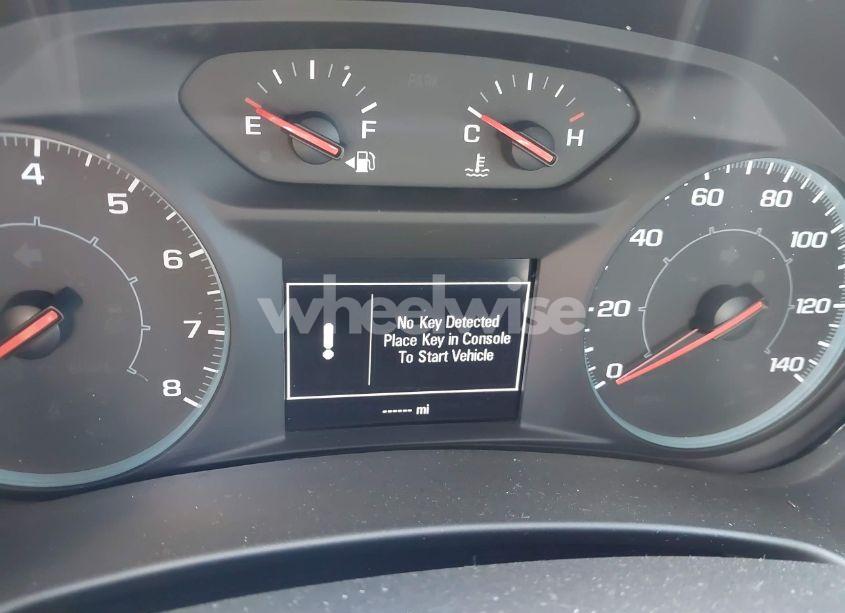 PARK
E
F
C
H
4
5
6
7
8
60
80
40
100
20
120
0
140
wheelwise
No Key Detected
Place Key in Console
To Start Vehicle
------ mi